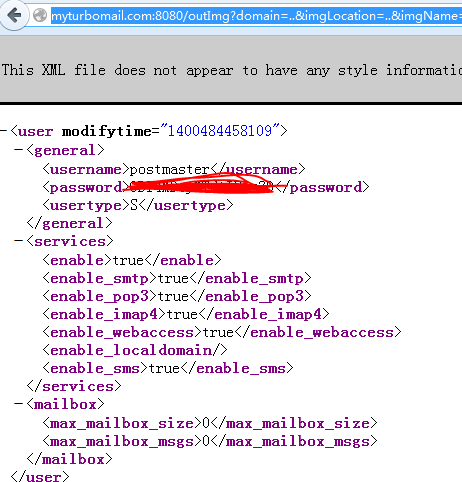 myturbomail.com:8080/outImg?domain=..&imgLocation=..&imgName=
This XML file does not appear to have any style informatio
−<user modifytime="1400484458109">
−<general>
<username>postmaster</username>
<password></password>
<usertype>S</usertype>
</general>
−<services>
<enable>true</enable>
<enable_smtp>true</enable_smtp>
<enable_pop3>true</enable_pop3>
<enable_imap4>true</enable_imap4>
<enable_webaccess>true</enable_webaccess>
<enable_localdomain/>
<enable_sms>true</enable_sms>
</services>
−<mailbox>
<max_mailbox_size>0</max_mailbox_size>
<max_mailbox_msgs>0</max_mailbox_msgs>
</mailbox>
</user>